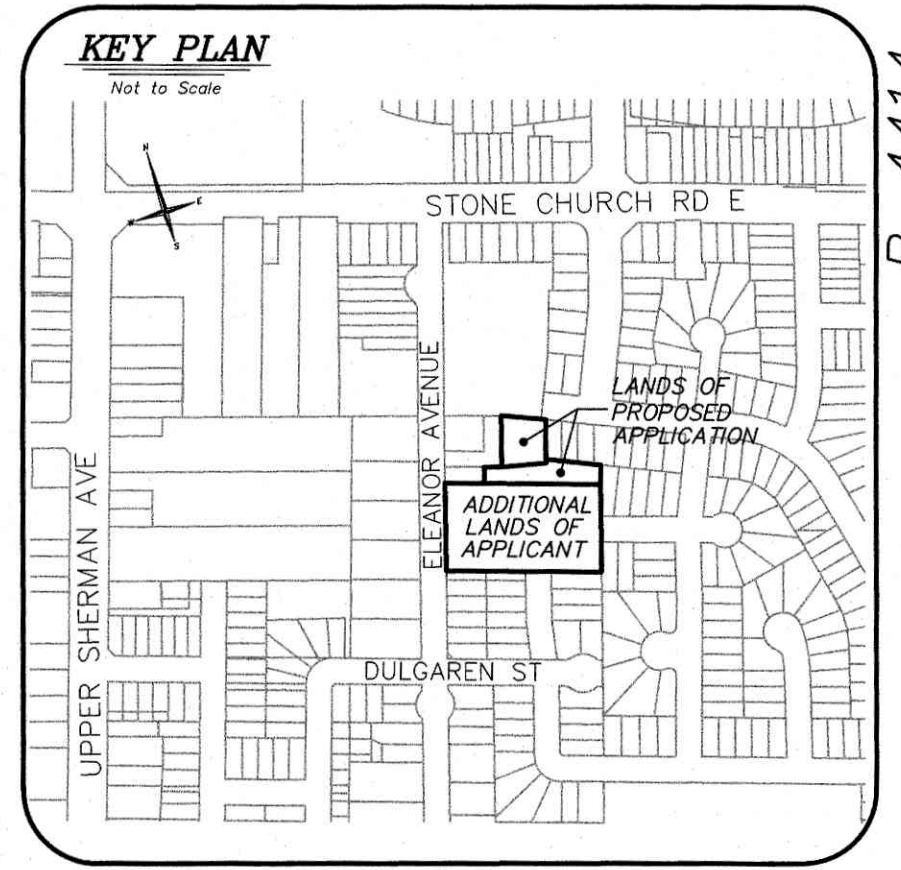 KEY PLAN
Not to Scale
N
E
W
S
STONE CHURCH RD E
ELEANOR AVENUE
LANDS OF
PROPOSED
APPLICATION
ADDITIONAL
LANDS OF
APPLICANT
UPPER SHERMAN AVE
DULGAREN ST